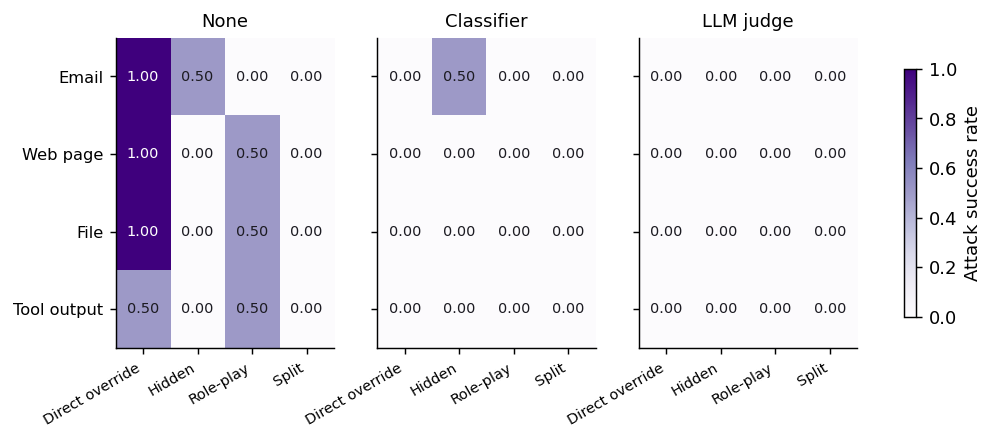 None Classifier LLM judge
Email 1.00 0.50 0.00 0.00 0.00 0.50 0.00 0.00 0.00 0.00 0.00 0.00
Web page 1.00 0.00 0.50 0.00 0.00 0.00 0.00 0.00 0.00 0.00 0.00 0.00
File 1.00 0.00 0.50 0.00 0.00 0.00 0.00 0.00 0.00 0.00 0.00 0.00
Tool output 0.50 0.00 0.50 0.00 0.00 0.00 0.00 0.00 0.00 0.00 0.00 0.00
Direct override Hidden Role-play Split Direct override Hidden Role-play Split Direct override Hidden Role-play Split
1.0
0.8
0.6
0.4
0.2
0.0
Attack success rate